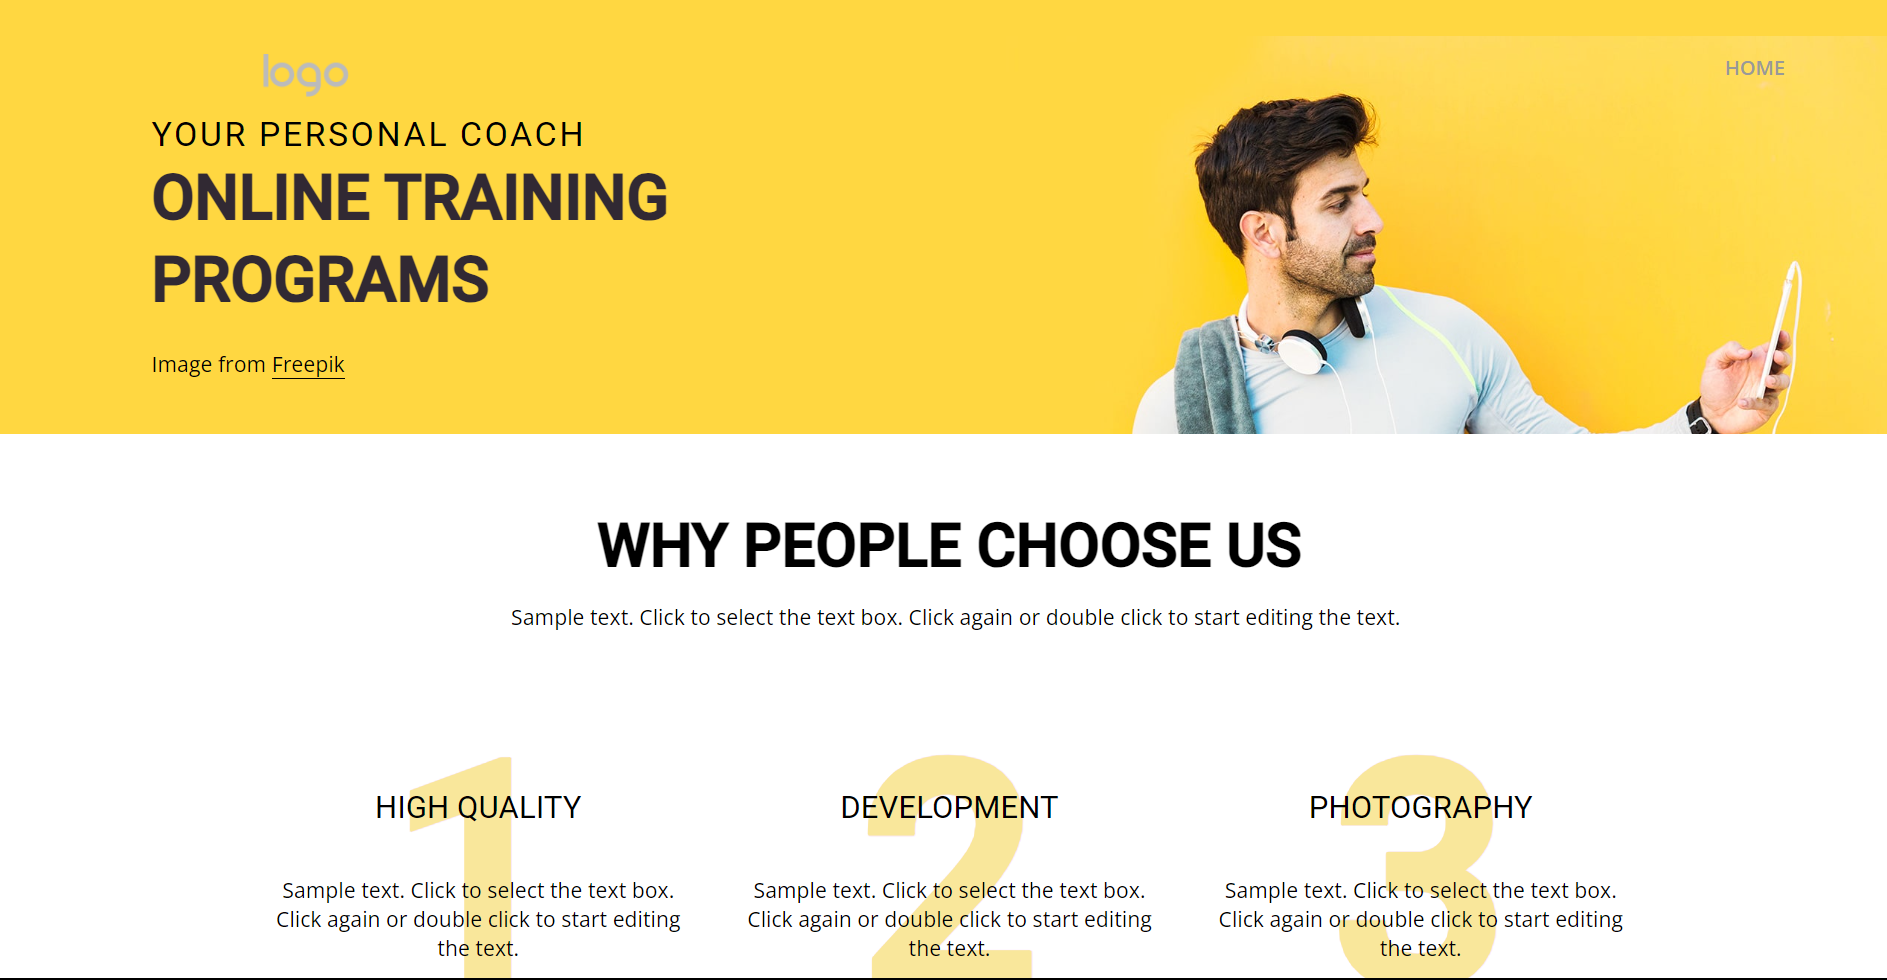 logo
HOME
YOUR PERSONAL COACH
ONLINE TRAINING
PROGRAMS
Image from Freepik
WHY PEOPLE CHOOSE US
Sample text. Click to select the text box. Click again or double click to start editing the text.
1
HIGH QUALITY
Sample text. Click to select the text box.
Click again or double click to start editing
the text.
2
DEVELOPMENT
Sample text. Click to select the text box.
Click again or double click to start editing
the text.
3
PHOTOGRAPHY
Sample text. Click to select the text box.
Click again or double click to start editing
the text.